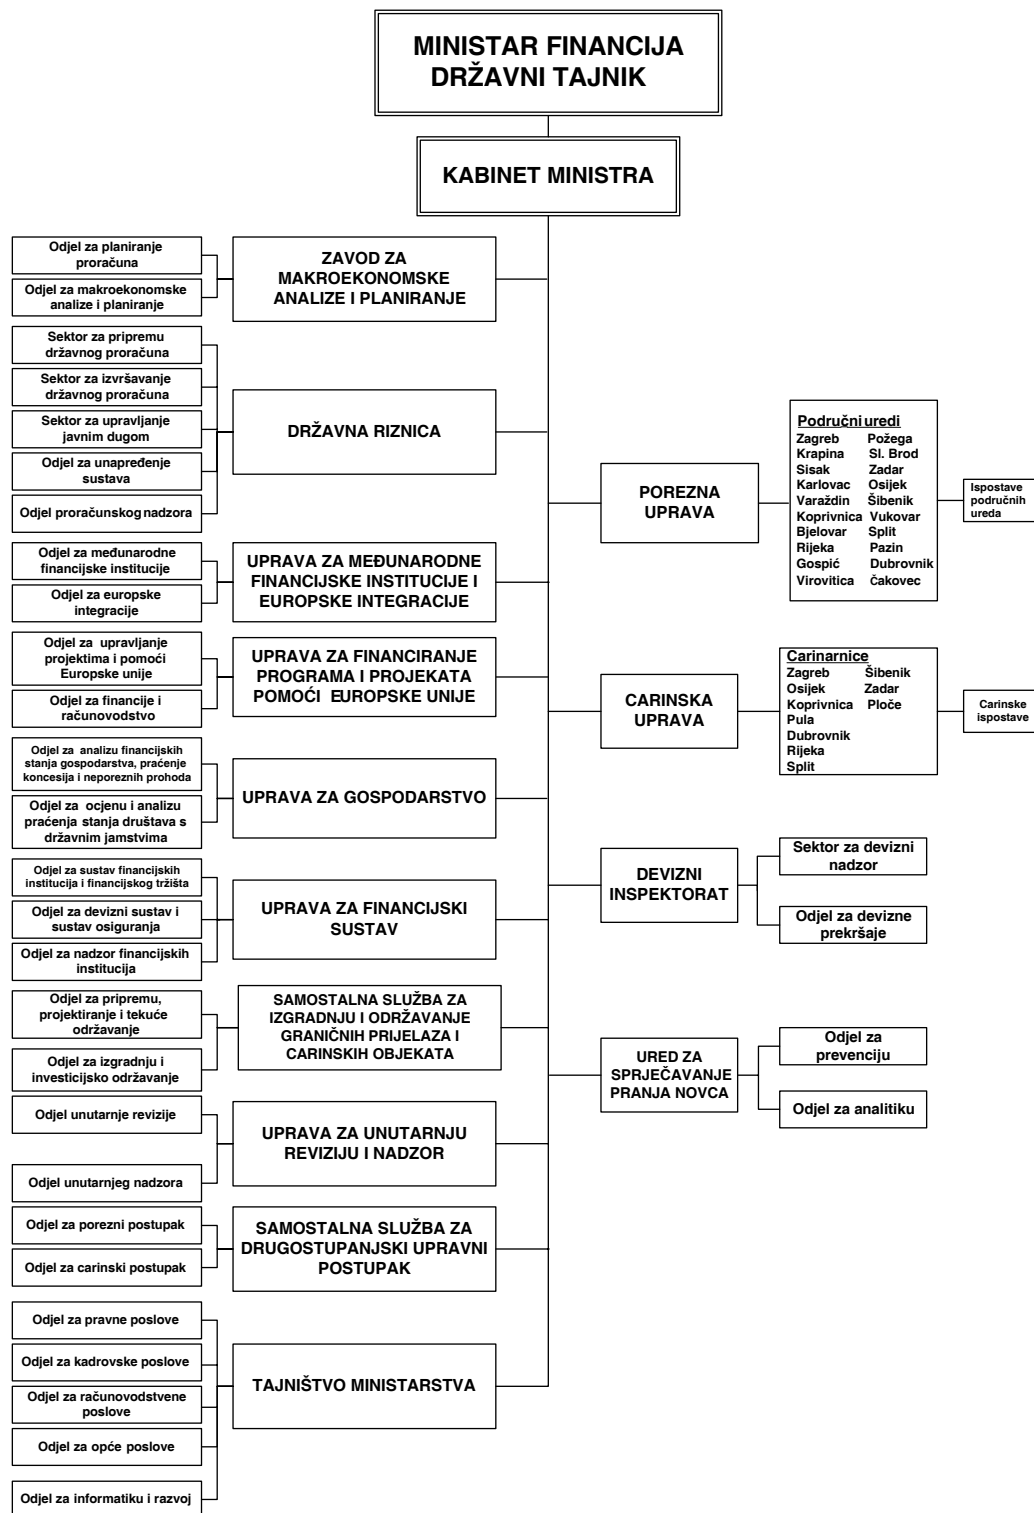 MINISTAR FINANCIJA
DRŽAVNI TAJNIK
KABINET MINISTRA
Odjel za planiranje
proračuna
Odjel za makroekonomske
analize i planiranje
ZAVOD ZA
MAKROEKONOMSKE
ANALIZE I PLANIRANJE
Sektor za pripremu
državnog proračuna
Sektor za izvršavanje
državnog proračuna
Sektor za upravljanje
javnim dugom
Odjel za unapređenje
sustava
Odjel proračunskog nadzora
DRŽAVNA RIZNICA
Odjel za međunarodne
financijske institucije
Odjel za europske
integracije
UPRAVA ZA MEĐUNARODNE
FINANCIJSKE INSTITUCIJE I
EUROPSKE INTEGRACIJE
Odjel za upravljanje
projektima i pomoći
Europske unije
Odjel za financije i
računovodstvo
UPRAVA ZA FINANCIRANJE
PROGRAMA I PROJEKATA
POMOĆI EUROPSKE UNIJE
Odjel za analizu financijskih
stanja gospodarstva, praćenje
koncesija i neporeznih prohoda
Odjel za ocjenu i analizu
praćenja stanja društava s
državnim jamstvima
UPRAVA ZA GOSPODARSTVO
Odjel za sustav financijskih
institucija i financijskog tržišta
Odjel za devizni sustav i
sustav osiguranja
Odjel za nadzor financijskih
institucija
UPRAVA ZA FINANCIJSKI
SUSTAV
Odjel za pripremu,
projektiranje i tekuće
održavanje
Odjel za izgradnju i
investicijsko održavanje
SAMOSTALNA SLUŽBA ZA
IZGRADNJU I ODRŽAVANJE
GRANIČNIH PRIJELAZA I
CARINSKIH OBJEKATA
Odjel unutarnje revizije
Odjel unutarnjeg nadzora
UPRAVA ZA UNUTARNJU
REVIZIJU I NADZOR
Odjel za porezni postupak
Odjel za carinski postupak
SAMOSTALNA SLUŽBA ZA
DRUGOSTUPANJSKI UPRAVNI
POSTUPAK
Odjel za pravne poslove
Odjel za kadrovske poslove
Odjel za računovodstvene
poslove
Odjel za opće poslove
Odjel za informatiku i razvoj
TAJNIŠTVO MINISTARSTVA
POREZNA
UPRAVA
Područni uredi
Zagreb Požega
Krapina Sl. Brod
Sisak Zadar
Karlovac Osijek
Varaždin Šibenik
Koprivnica Vukovar
Bjelovar Split
Rijeka Pazin
Gospić Dubrovnik
Virovitica Čakovec
Ispostave
područnih
ureda
CARINSKA
UPRAVA
Carinarnice
Zagreb Šibenik
Osijek Zadar
Koprivnica Ploče
Pula
Dubrovnik
Rijeka
Split
Carinske
ispostave
DEVIZNI
INSPEKTORAT
Sektor za devizni
nadzor
Odjel za devizne
prekršaje
URED ZA
SPRJEČAVANJE
PRANJA NOVCA
Odjel za
prevenciju
Odjel za analitiku